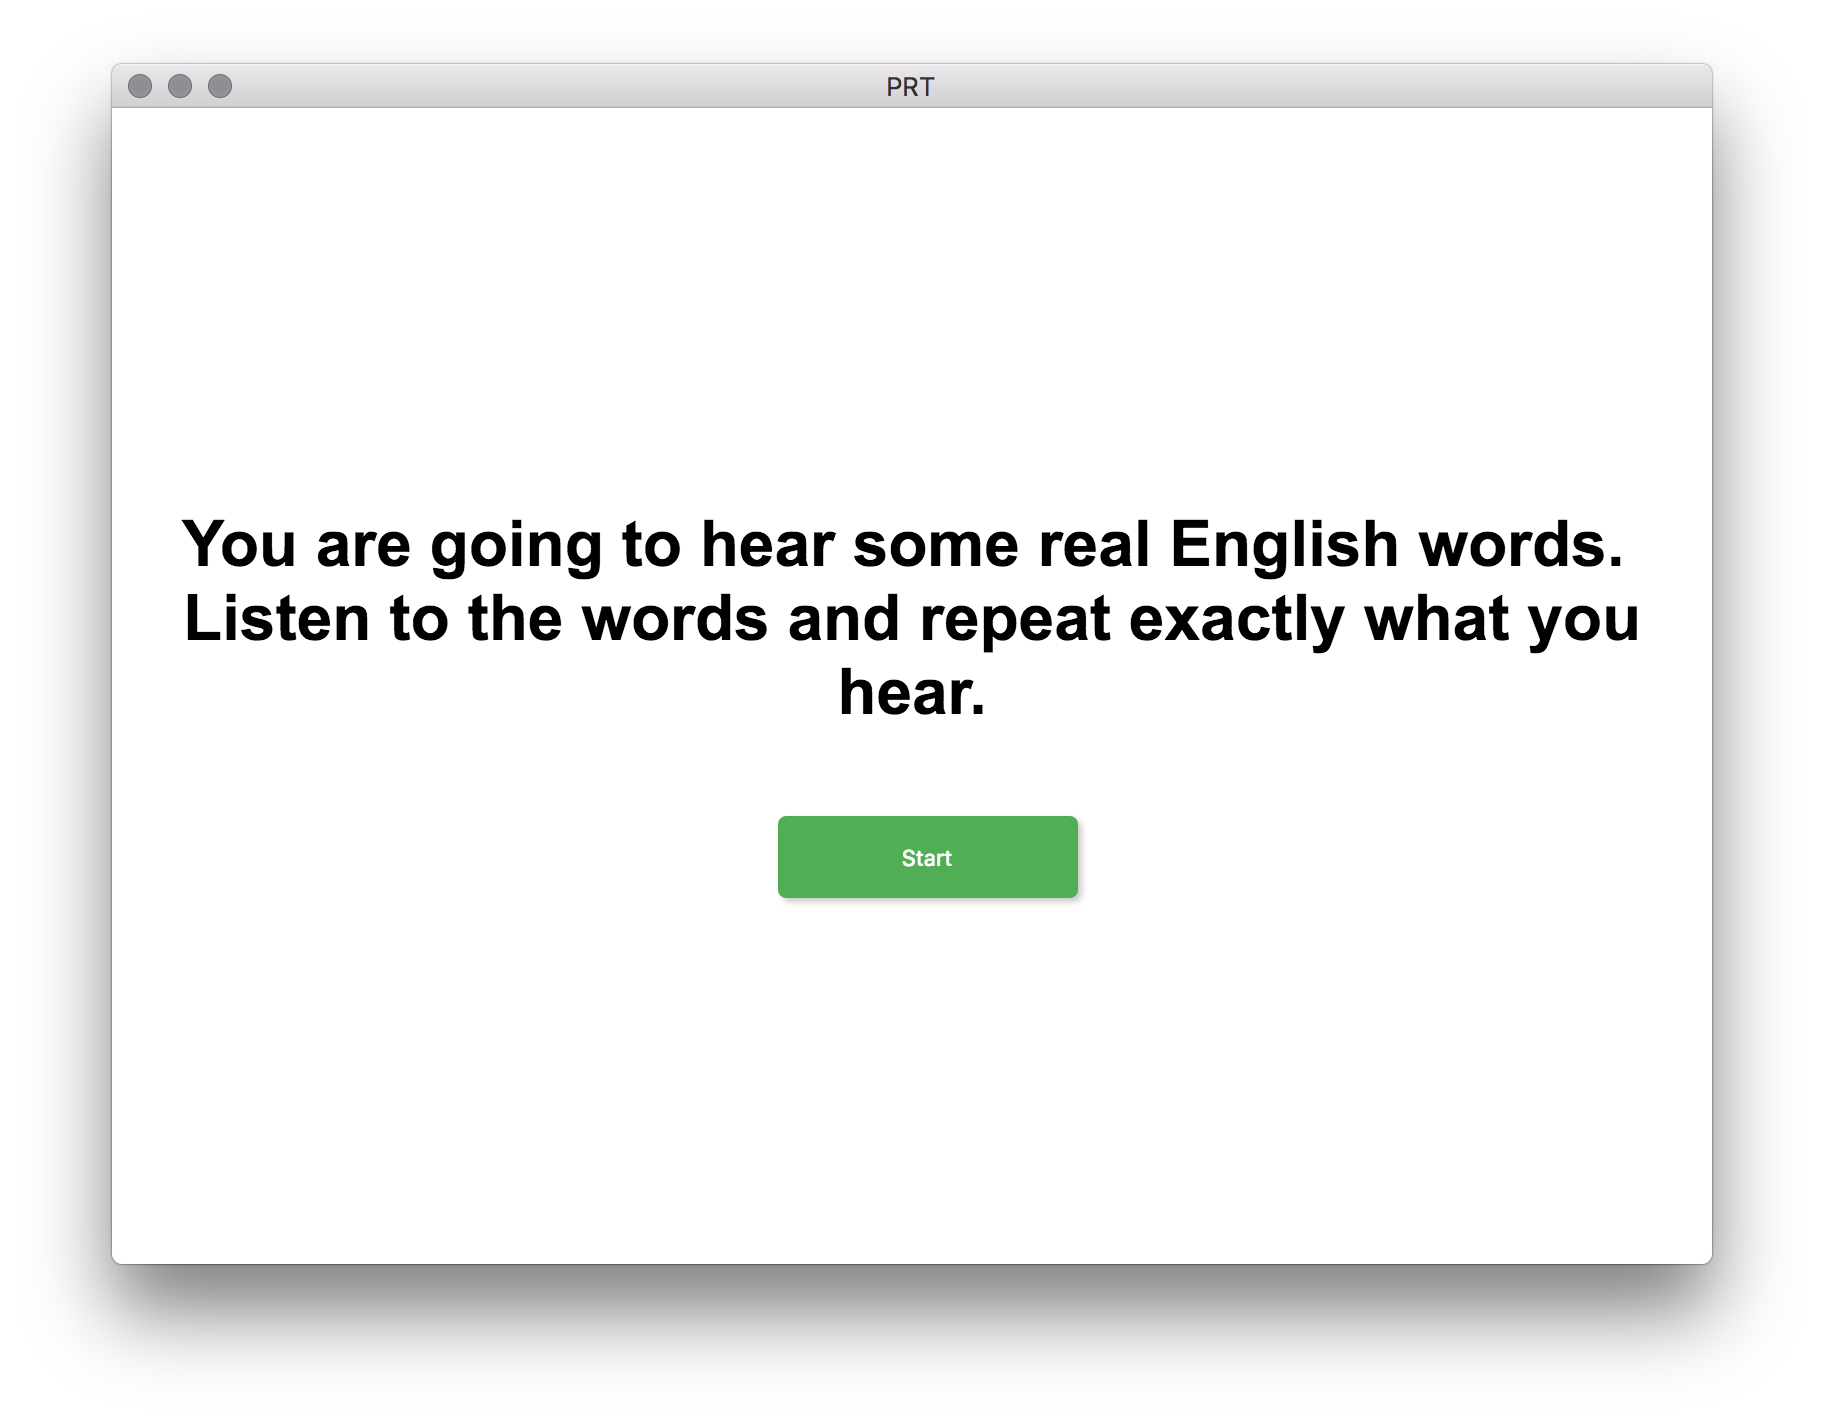 PRT
You are going to hear some real English words.
Listen to the words and repeat exactly what you
hear.
Start